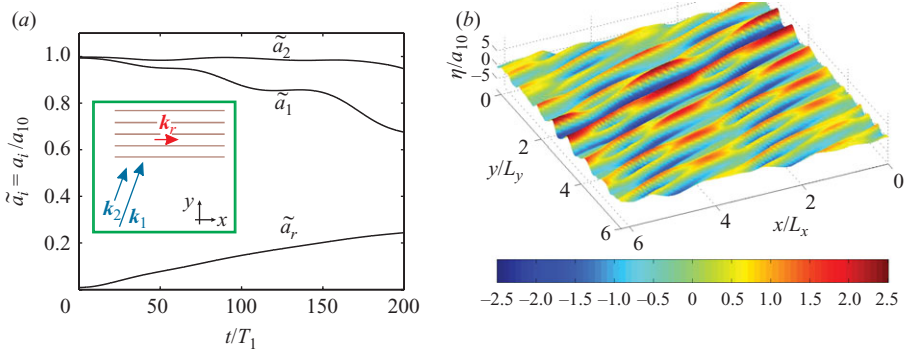 (a)
1.0
0.8
0.6
0.4
0.2
0
ã_i = a_i/a_10
ã_2
ã_1
ã_r
k_r
k_2
k_1
y
x
0 50 100 150 200
t/T_1
(b)
η/a_10
5
0
−5
0
2
4
6
y/L_y
6
4
2
0
x/L_x
−2.5 −2.0 −1.5 −1.0 −0.5 0 0.5 1.0 1.5 2.0 2.5